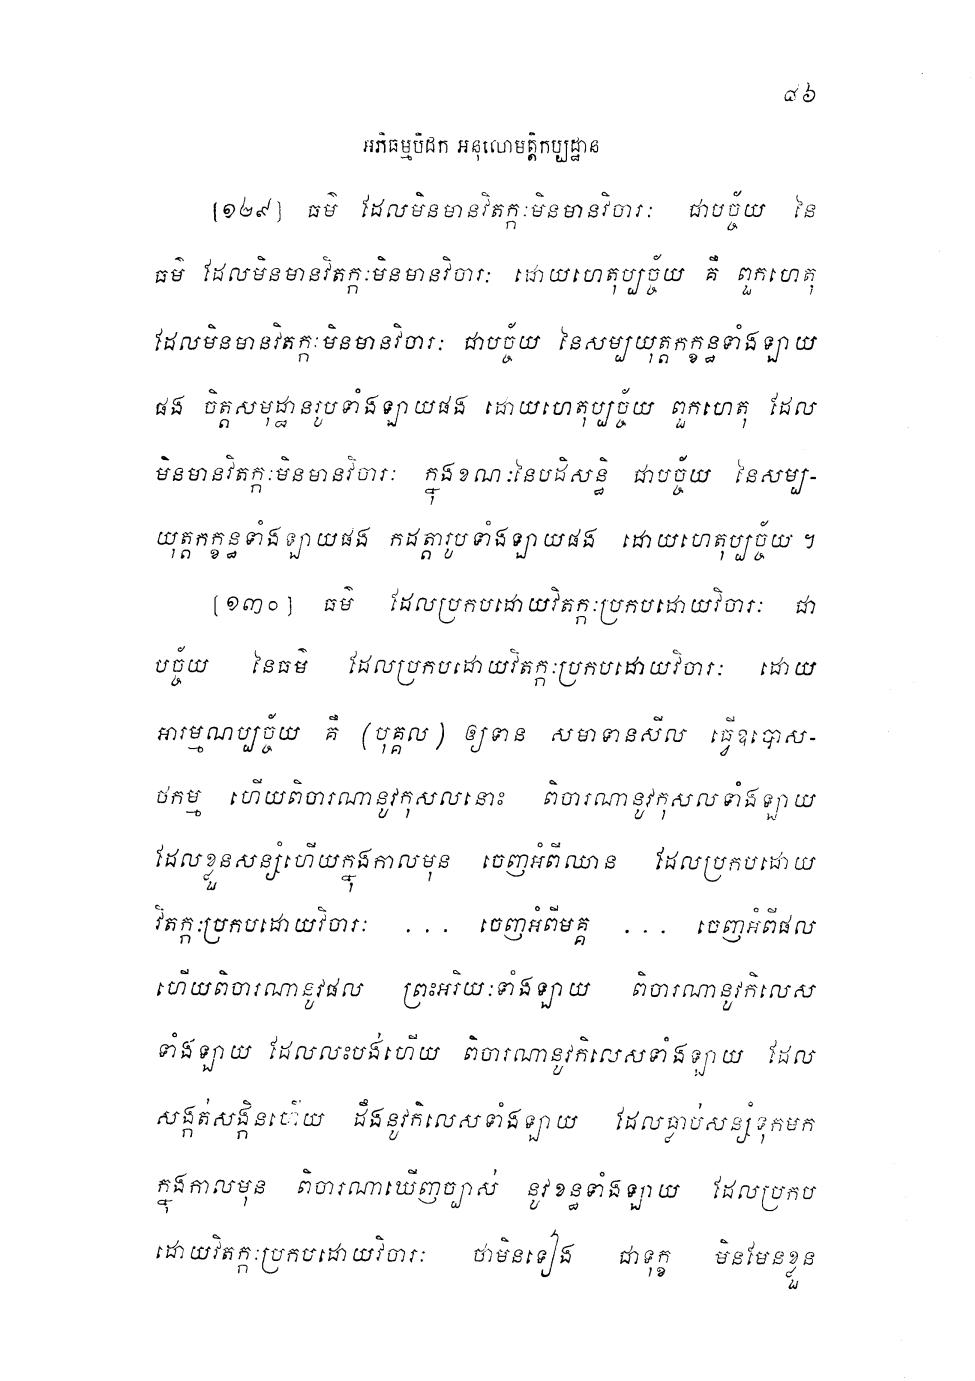 ៨៦
អភិធម្មបិដក អនុលោមត្តិកប្បដ្ឋាន
[១២៩] ធម៌ ដែលមិនមានវិតក្កៈមិនមានវិចារៈ ជាបច្ច័យ នៃ
ធម៌ ដែលមិនមានវិតក្កៈមិនមានវិចារៈ ដោយហេតុប្បច្ច័យ គឺ ពួកហេតុ
ដែលមិនមានវិតក្កៈមិនមានវិចារៈ ជាបច្ច័យ នៃសម្បយុត្តកក្ខន្ធទាំងឡាយ
ផង ចិត្តសមុដ្ឋានរូបទាំងឡាយផង ដោយហេតុប្បច្ច័យ ពួកហេតុ ដែល
មិនមានវិតក្កៈមិនមានវិចារៈ ក្នុងខណៈនៃបដិសន្ធិ ជាបច្ច័យ នៃសម្ប-
យុត្តកក្ខន្ធទាំងឡាយផង កដត្តារូបទាំងឡាយផង ដោយហេតុប្បច្ច័យ ។
[១៣០] ធម៌ ដែលប្រកបដោយវិតក្កៈប្រកបដោយវិចារៈ ជា
បច្ច័យ នៃធម៌ ដែលប្រកបដោយវិតក្កៈប្រកបដោយវិចារៈ ដោយ
អារម្មណប្បច្ច័យ គឺ (បុគ្គល) ឲ្យទាន សមាទានសីល ធ្វើឧបោស-
ថកម្ម ហើយពិចារណានូវកុសលនោះ ពិចារណានូវកុសលទាំងឡាយ
ដែលខ្លួនសន្សំហើយក្នុងកាលមុន ចេញអំពីឈាន ដែលប្រកបដោយ
វិតក្កៈប្រកបដោយវិចារៈ ... ចេញអំពីមគ្គ ... ចេញអំពីផល
ហើយពិចារណានូវផល ព្រះអរិយៈទាំងឡាយ ពិចារណានូវកិលេស
ទាំងឡាយ ដែលលះបង់ហើយ ពិចារណានូវកិលេសទាំងឡាយ ដែល
សង្កត់សង្កិនហើយ ដឹងនូវកិលេសទាំងឡាយ ដែលធ្លាប់សន្សំទុកមក
ក្នុងកាលមុន ពិចារណាឃើញច្បាស់ នូវខន្ធទាំងឡាយ ដែលប្រកប
ដោយវិតក្កៈប្រកបដោយវិចារៈ ថាមិនទៀង ជាទុក្ខ មិនមែនខ្លួន